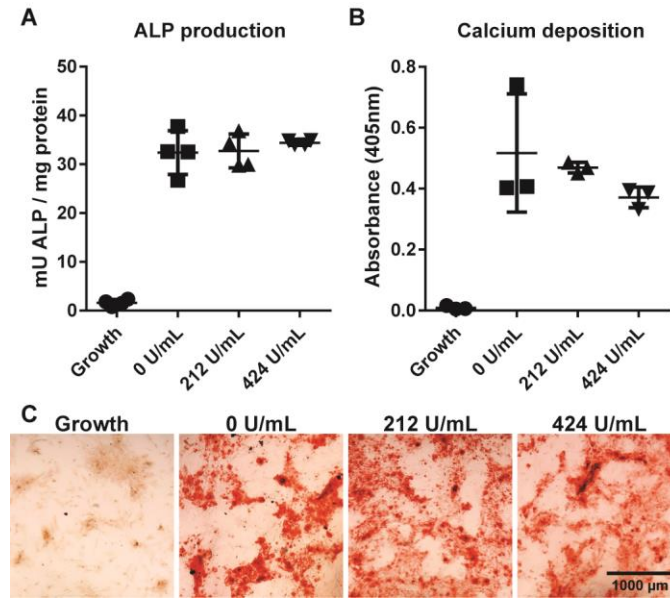 A
ALP production
mU ALP / mg protein
50
40
30
20
10
0
Growth
0 U/mL
212 U/mL
424 U/mL
B
Calcium deposition
Absorbance (405nm)
0.8
0.6
0.4
0.2
0.0
Growth
0 U/mL
212 U/mL
424 U/mL
C
Growth
0 U/mL
212 U/mL
424 U/mL
1000 µm